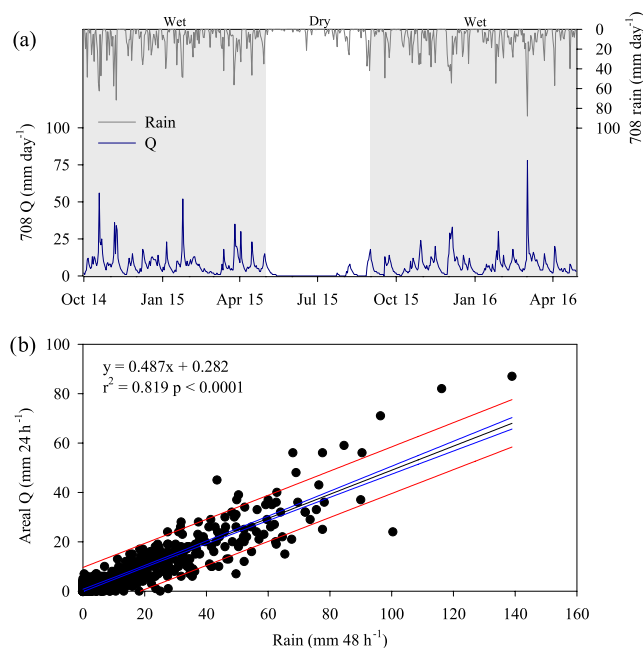 (a)
Wet Dry Wet
0
20
40
60
80
100
708 rain (mm day⁻¹)
Rain
Q
100
75
50
25
0
708 Q (mm day⁻¹)
Oct 14 Jan 15 Apr 15 Jul 15 Oct 15 Jan 16 Apr 16
(b)
y = 0.487x + 0.282
r² = 0.819 p < 0.0001
100
80
60
40
20
0
Areal Q (mm 24 h⁻¹)
0 20 40 60 80 100 120 140 160
Rain (mm 48 h⁻¹)